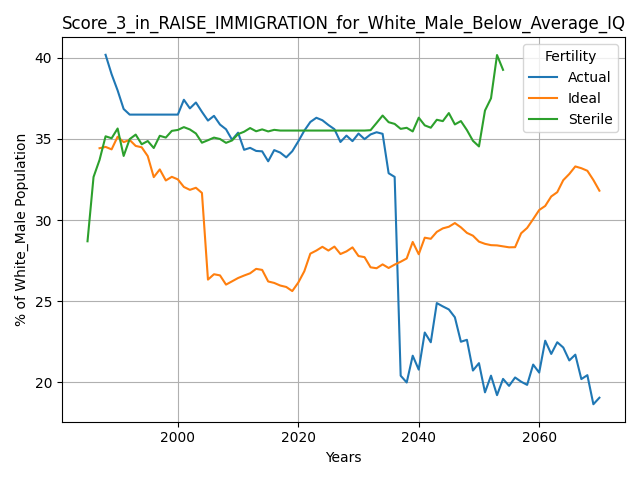 Score_3_in_RAISE_IMMIGRATION_for_White_Male_Below_Average_IQ
% of White_Male Population
40
35
30
25
20
2000
2020
2040
2060
Years
Fertility
Actual
Ideal
Sterile